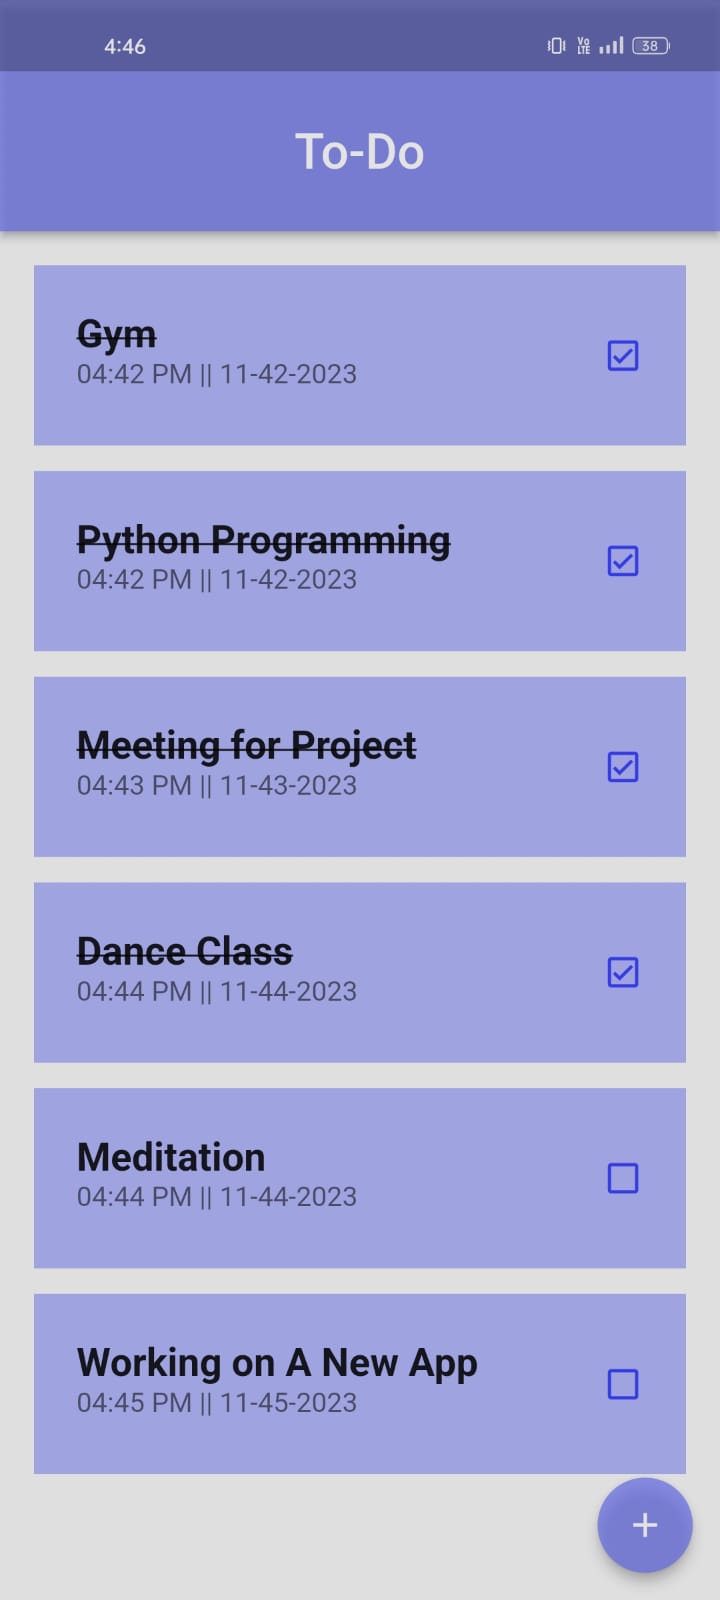 4:46
Vo LTE
38
To-Do
Gym
04:42 PM || 11-42-2023
Python Programming
04:42 PM || 11-42-2023
Meeting for Project
04:43 PM || 11-43-2023
Dance Class
04:44 PM || 11-44-2023
Meditation
04:44 PM || 11-44-2023
Working on A New App
04:45 PM || 11-45-2023
+